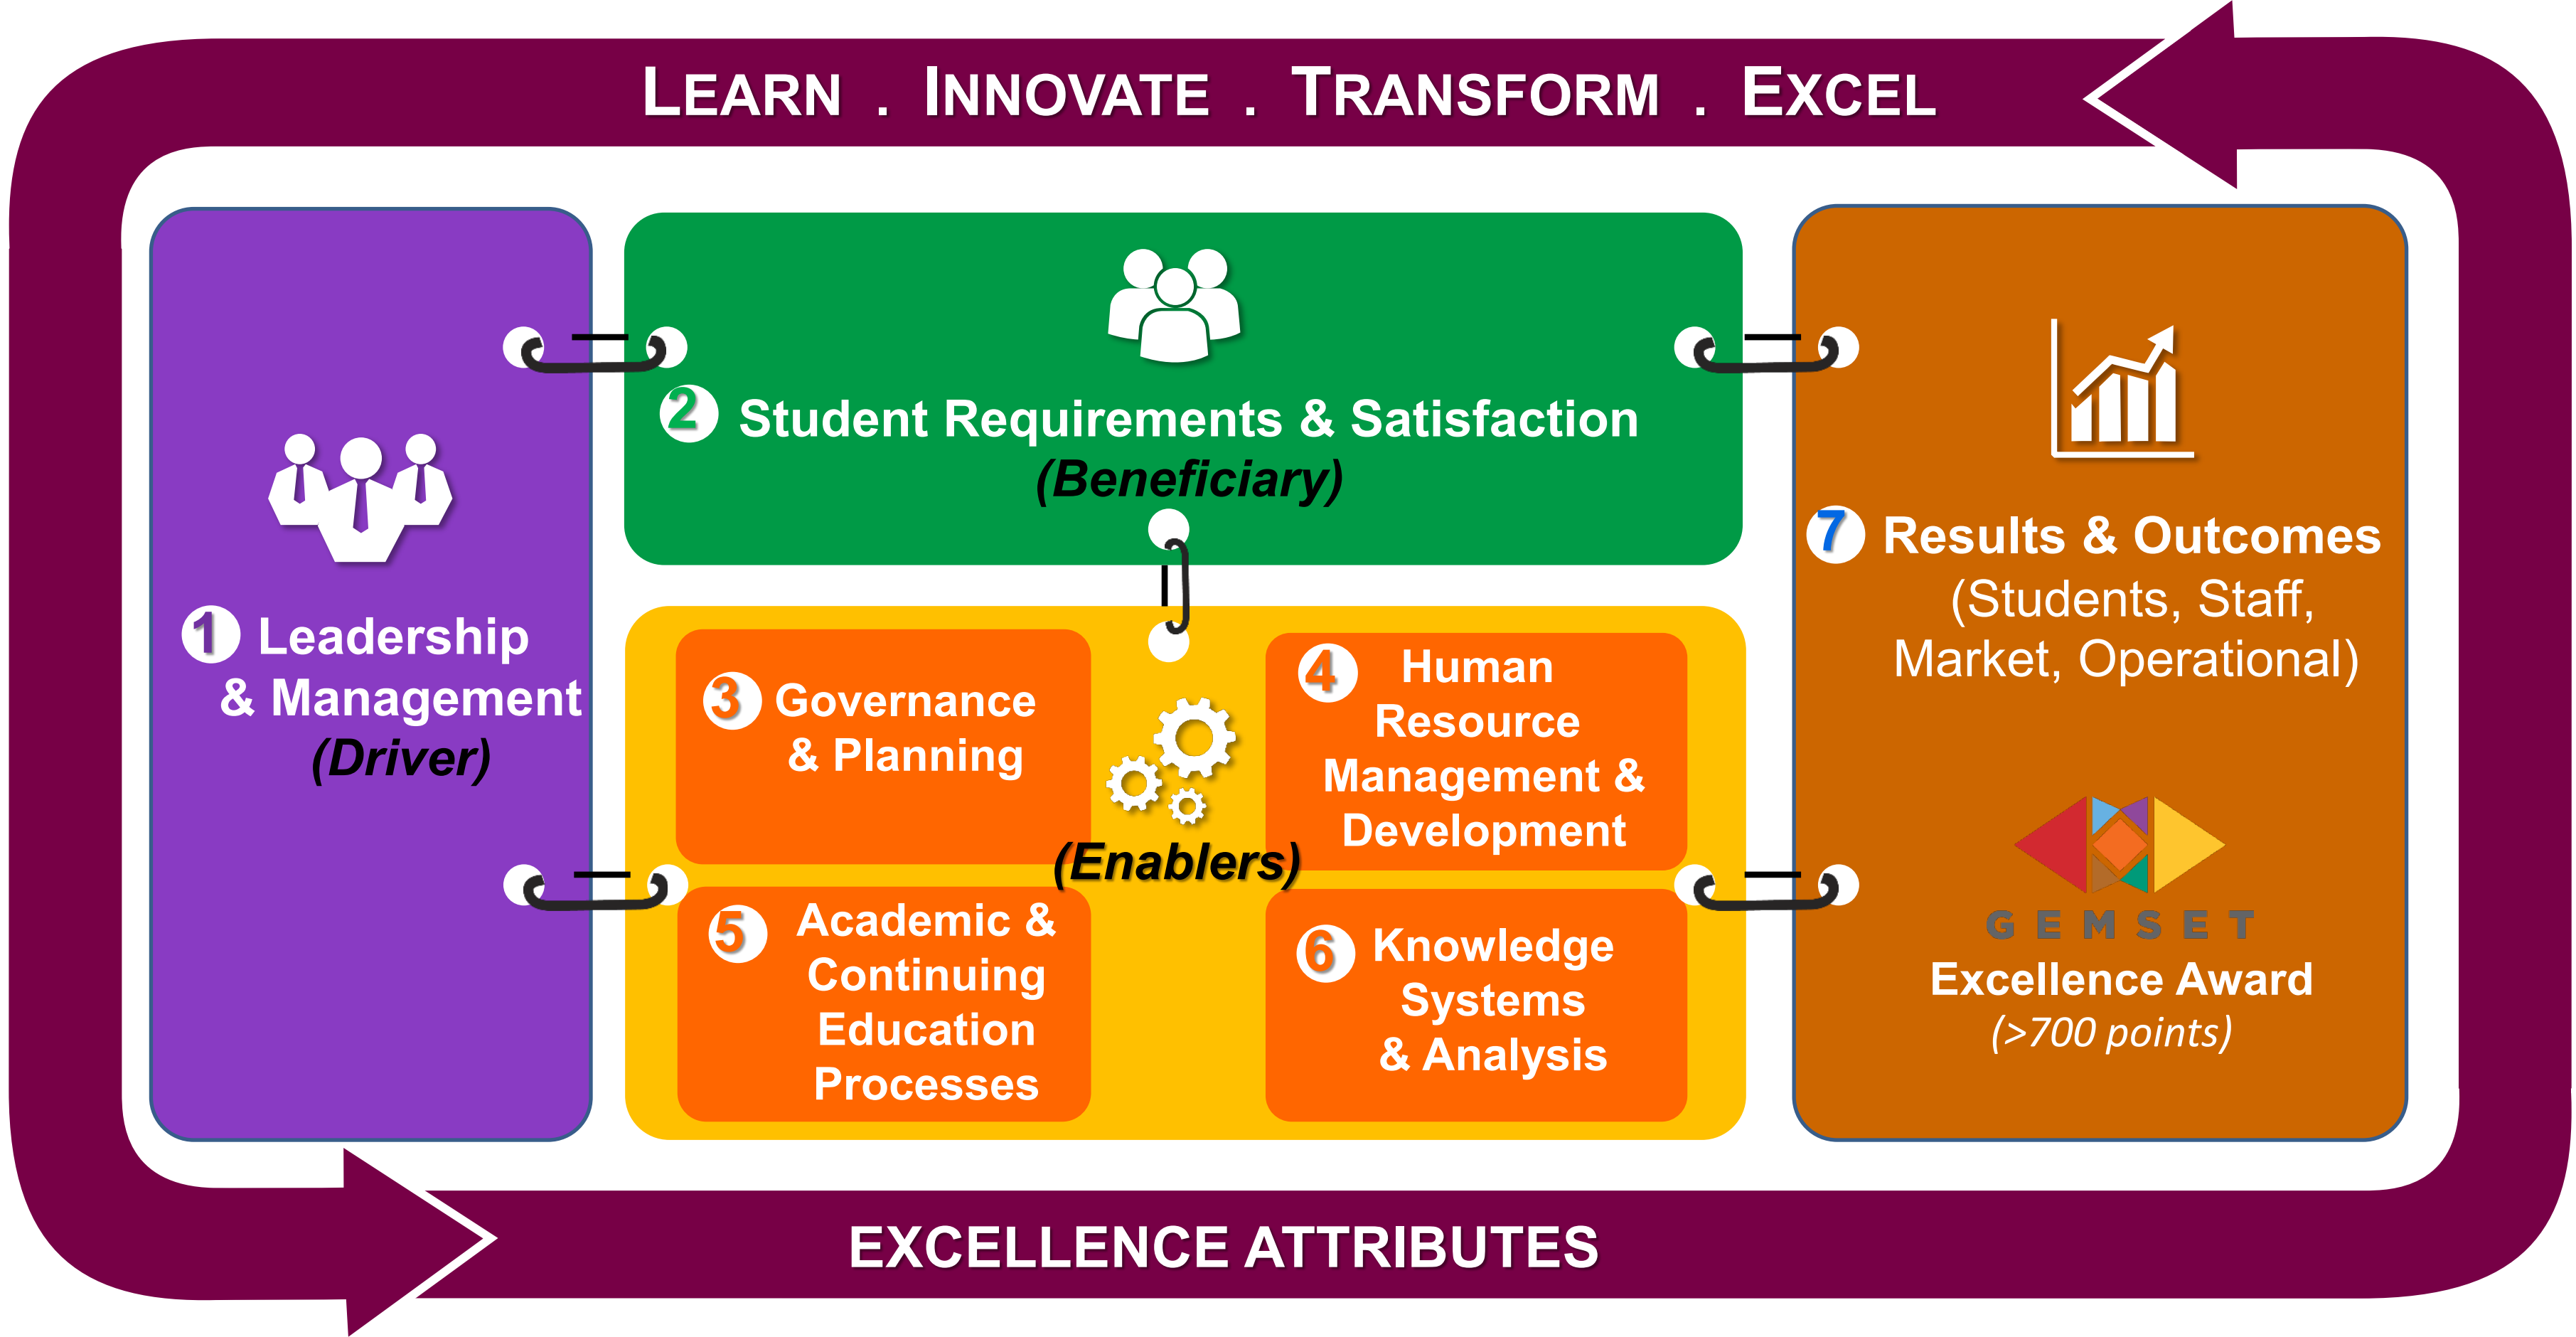 LEARN . INNOVATE . TRANSFORM . EXCEL
1 Leadership
& Management
(Driver)
2 Student Requirements & Satisfaction
(Beneficiary)
3 Governance
& Planning
4 Human
Resource
Management &
Development
(Enablers)
5 Academic &
Continuing
Education
Processes
6 Knowledge
Systems
& Analysis
7 Results & Outcomes
(Students, Staff,
Market, Operational)
GEMSET
Excellence Award
(>700 points)
EXCELLENCE ATTRIBUTES